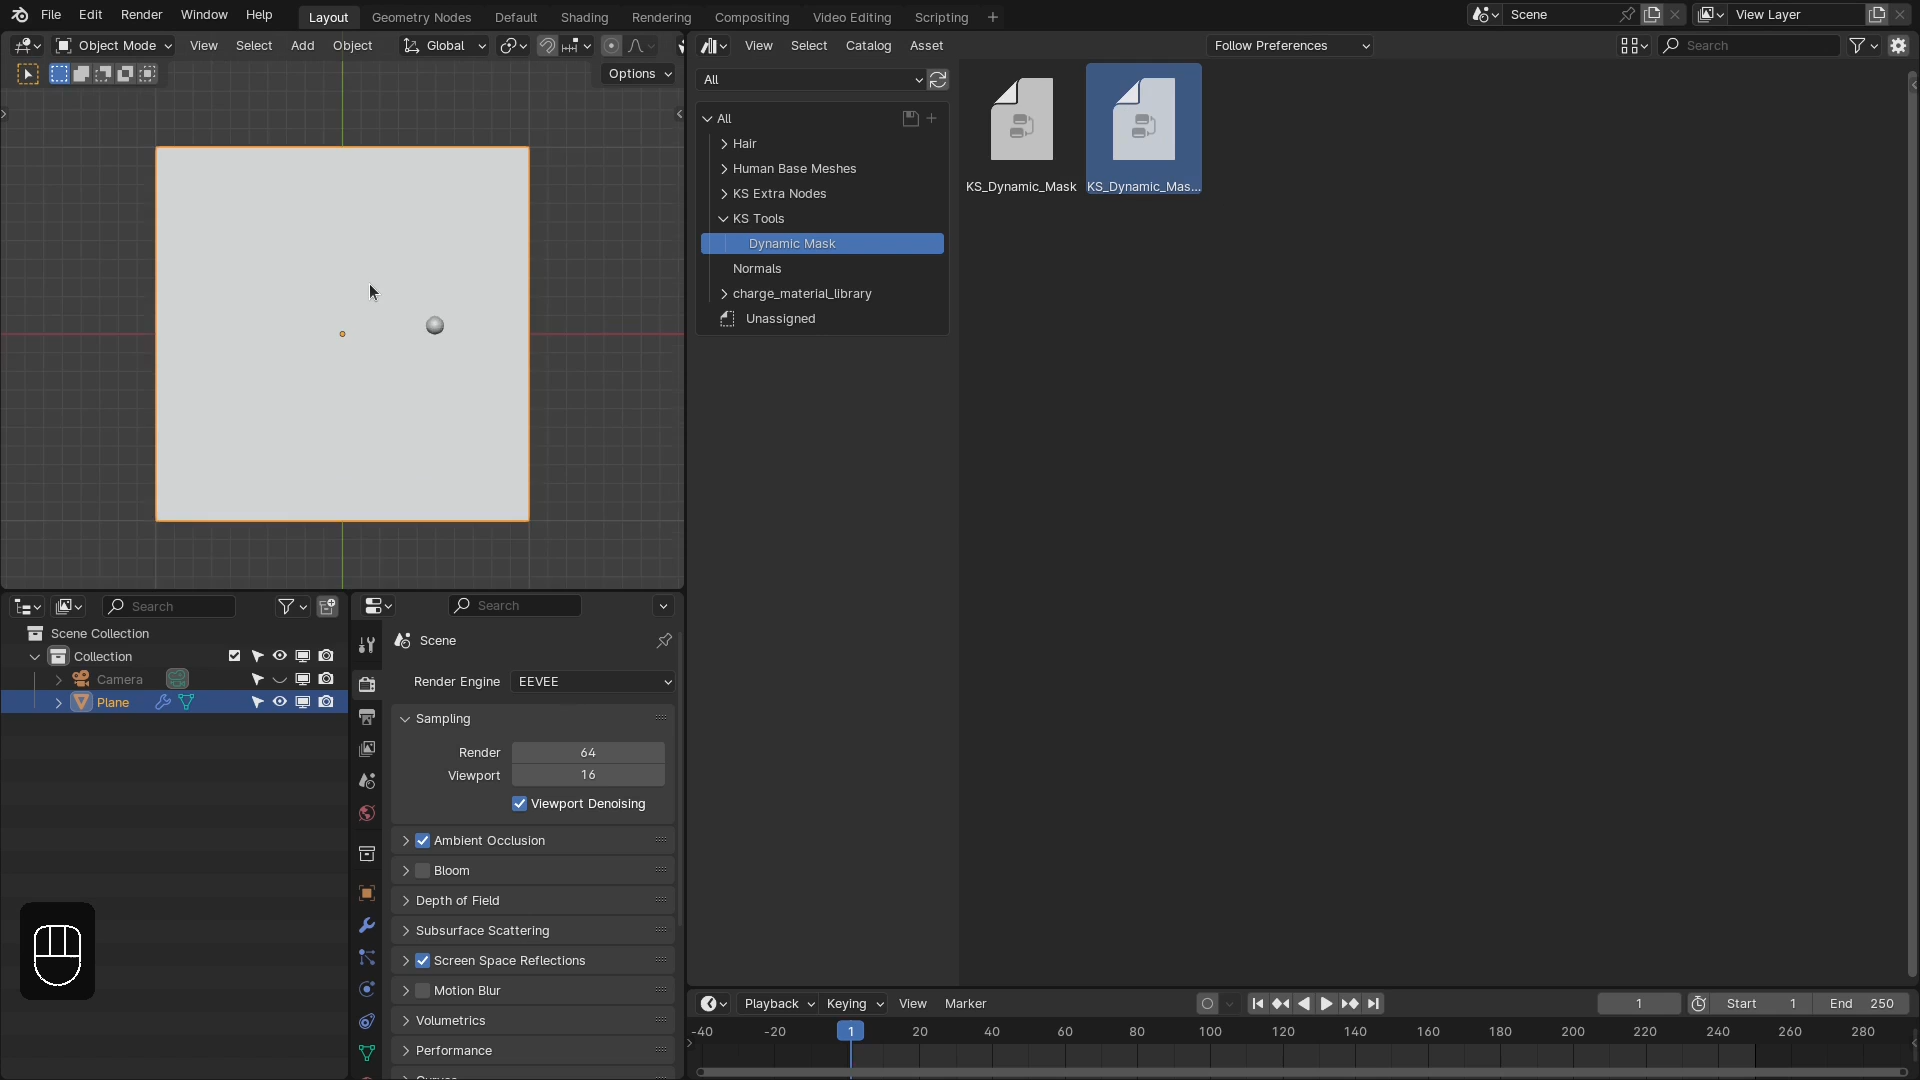 File Edit Render Window Help Layout Geometry Nodes Default Shading Rendering Compositing Video Editing Scripting + Scene View Layer
Object Mode View Select Add Object Global
Options
View Select Catalog Asset Follow Preferences Search
All
All
Hair
Human Base Meshes
KS Extra Nodes
KS Tools
Dynamic Mask
Normals
charge_material_library
Unassigned
KS_Dynamic_Mask KS_Dynamic_Mas...
Search
Scene Collection
Collection
Camera
Plane
Search
Scene
Render Engine EEVEE
Sampling
Render 64
Viewport 16
Viewport Denoising
Ambient Occlusion
Bloom
Depth of Field
Subsurface Scattering
Screen Space Reflections
Motion Blur
Volumetrics
Performance
Curves
Playback Keying View Marker 1 Start 1 End 250
-40 -20 1 20 40 60 80 100 120 140 160 180 200 220 240 260 280